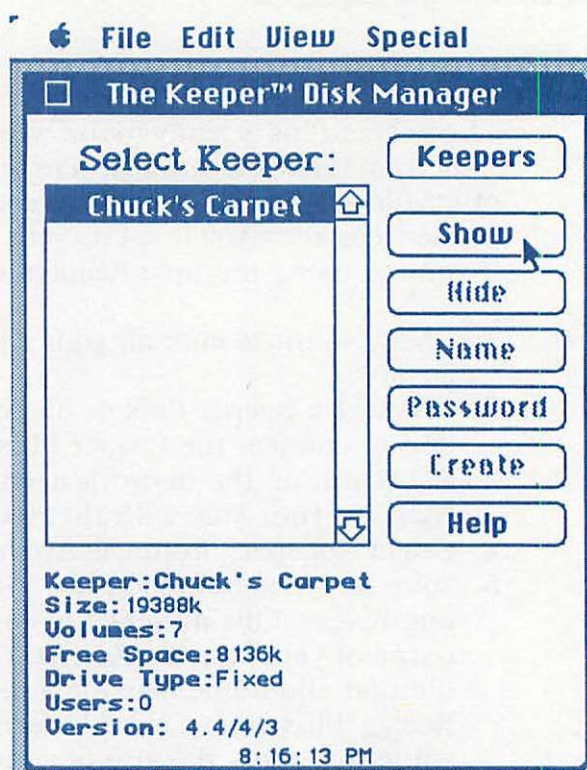 File Edit View Special
The Keeper™ Disk Manager
Select Keeper:
Keepers
Chuck's Carpet
Show
Hide
Name
Password
Create
Help
Keeper:Chuck's Carpet
Size:19388k
Volumes:7
Free Space:8136k
Drive Type:Fixed
Users:0
Version: 4.4/4/3
8:16:13 PM